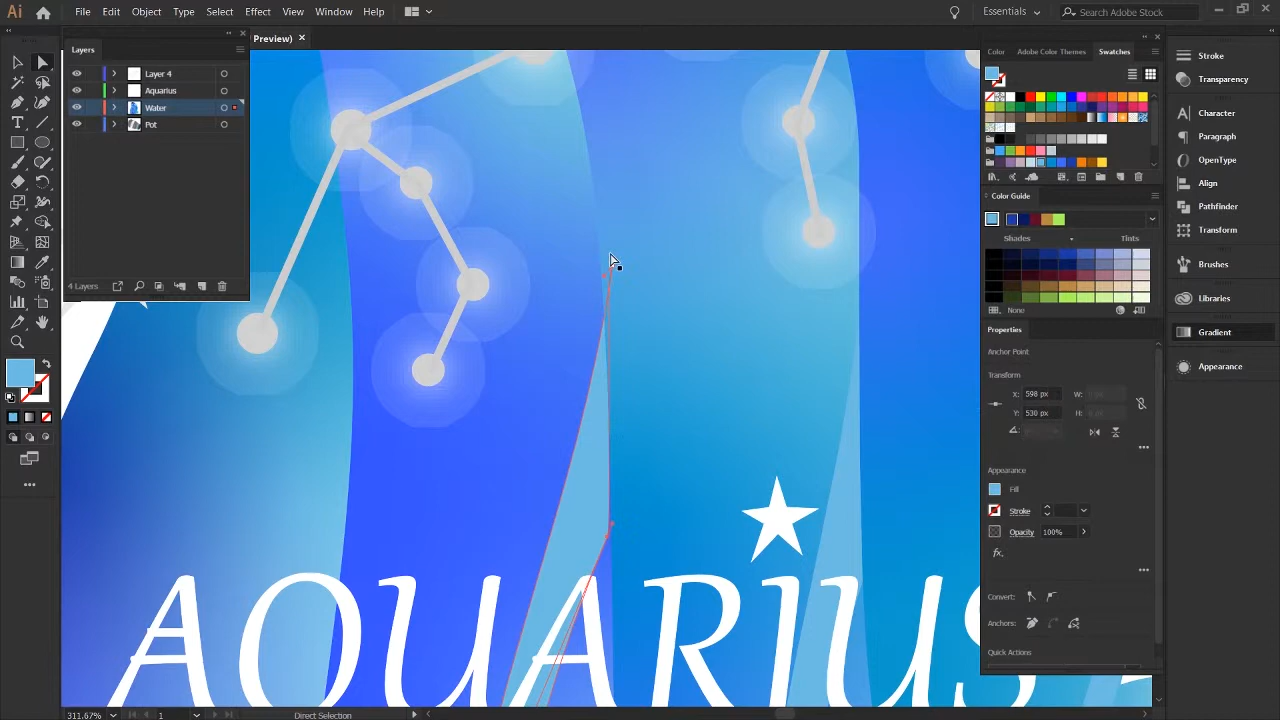 Ai File Edit Object Type Select Effect View Window Help Essentials Search Adobe Stock
Layers
Preview) ×
Layer 4
Aquarius
Water
Pot
4 Layers
Color Adobe Color Themes Swatches
Color Guide
Shades Tints
None
Properties
Anchor Point
Transform
X: 598 px W:
Y: 530 px H:
Appearance
Fill
Stroke
Opacity 100%
fx.
Convert:
Anchors:
Quick Actions
Stroke
Transparency
Character
Paragraph
OpenType
Align
Pathfinder
Transform
Brushes
Libraries
Gradient
Appearance
AQUARIUS
311.67% 1 Direct Selection